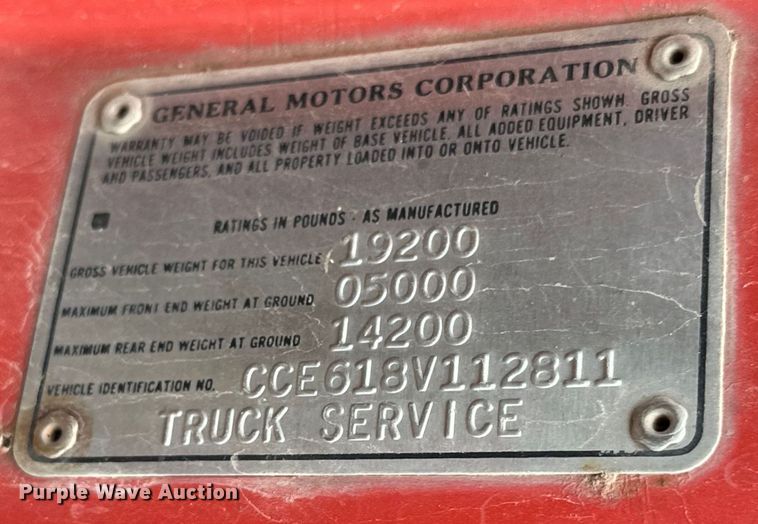 GENERAL MOTORS CORPORATION
WARRANTY MAY BE VOIDED IF WEIGHT EXCEEDS ANY OF RATINGS SHOWN. GROSS
VEHICLE WEIGHT INCLUDES WEIGHT OF BASE VEHICLE, ALL ADDED EQUIPMENT, DRIVER
AND PASSENGERS, AND ALL PROPERTY LOADED INTO OR ONTO VEHICLE.
RATINGS IN POUNDS - AS MANUFACTURED
GROSS VEHICLE WEIGHT FOR THIS VEHICLE 19200
MAXIMUM FRONT END WEIGHT AT GROUND 05000
MAXIMUM REAR END WEIGHT AT GROUND 14200
VEHICLE IDENTIFICATION NO. CCE618V112811
TRUCK SERVICE
Purple Wave Auction